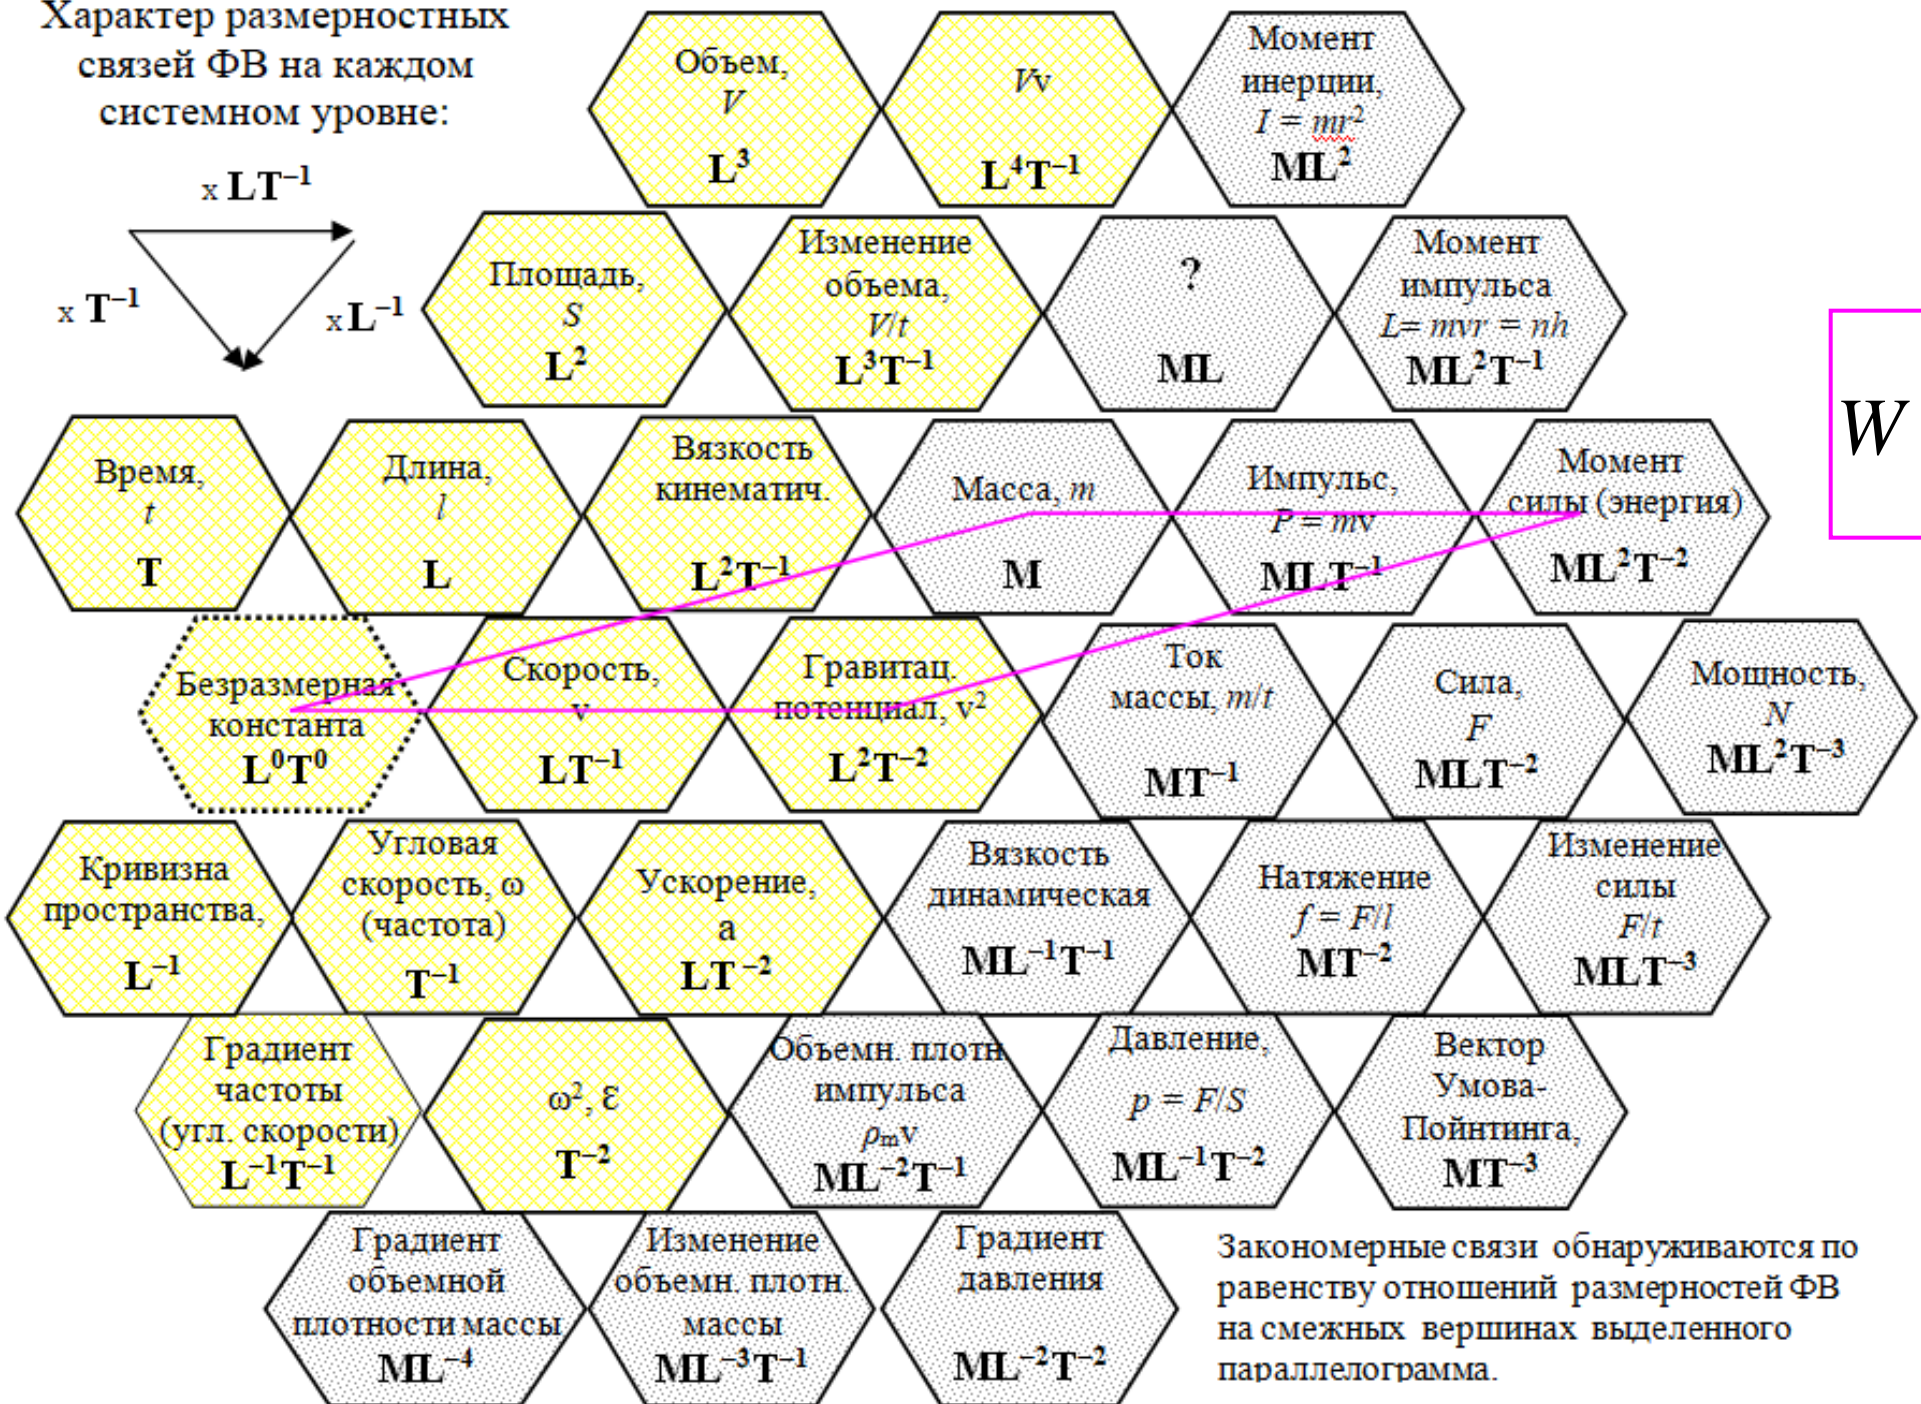 Характер размерностных
связей ФВ на каждом
системном уровне:
x LT⁻¹
x T⁻¹
x L⁻¹
Объем,
V
L³
Vv
L⁴T⁻¹
Момент
инерции,
I = mr²
ML²
Площадь,
S
L²
Изменение
объема,
V/t
L³T⁻¹
?
ML
Момент
импульса
L= mvr = nh
ML²T⁻¹
W
Время,
t
T
Длина,
l
L
Вязкость
кинематич.
L²T⁻¹
Масса, m
M
Импульс,
P = mv
MLT⁻¹
Момент
силы (энергия)
ML²T⁻²
Безразмерная
константа
L⁰T⁰
Скорость,
v
LT⁻¹
Гравитац.
потенциал, v²
L²T⁻²
Ток
массы, m/t
MT⁻¹
Сила,
F
MLT⁻²
Мощность,
N
ML²T⁻³
Кривизна
пространства,
L⁻¹
Угловая
скорость, ω
(частота)
T⁻¹
Ускорение,
а
LT⁻²
Вязкость
динамическая
ML⁻¹T⁻¹
Натяжение
f = F/l
MT⁻²
Изменение
силы
F/t
MLT⁻³
Градиент
частоты
(угл. скорости)
L⁻¹T⁻¹
ω², Ɛ
T⁻²
Объемн. плотн
импульса
ρₘv
ML⁻²T⁻¹
Давление,
p = F/S
ML⁻¹T⁻²
Вектор
Умова-
Пойнтинга,
MT⁻³
Градиент
объемной
плотности массы
ML⁻⁴
Изменение
объемн. плотн.
массы
ML⁻³T⁻¹
Градиент
давления
ML⁻²T⁻²
Закономерные связи обнаруживаются по
равенству отношений размерностей ФВ
на смежных вершинах выделенного
параллелограмма.